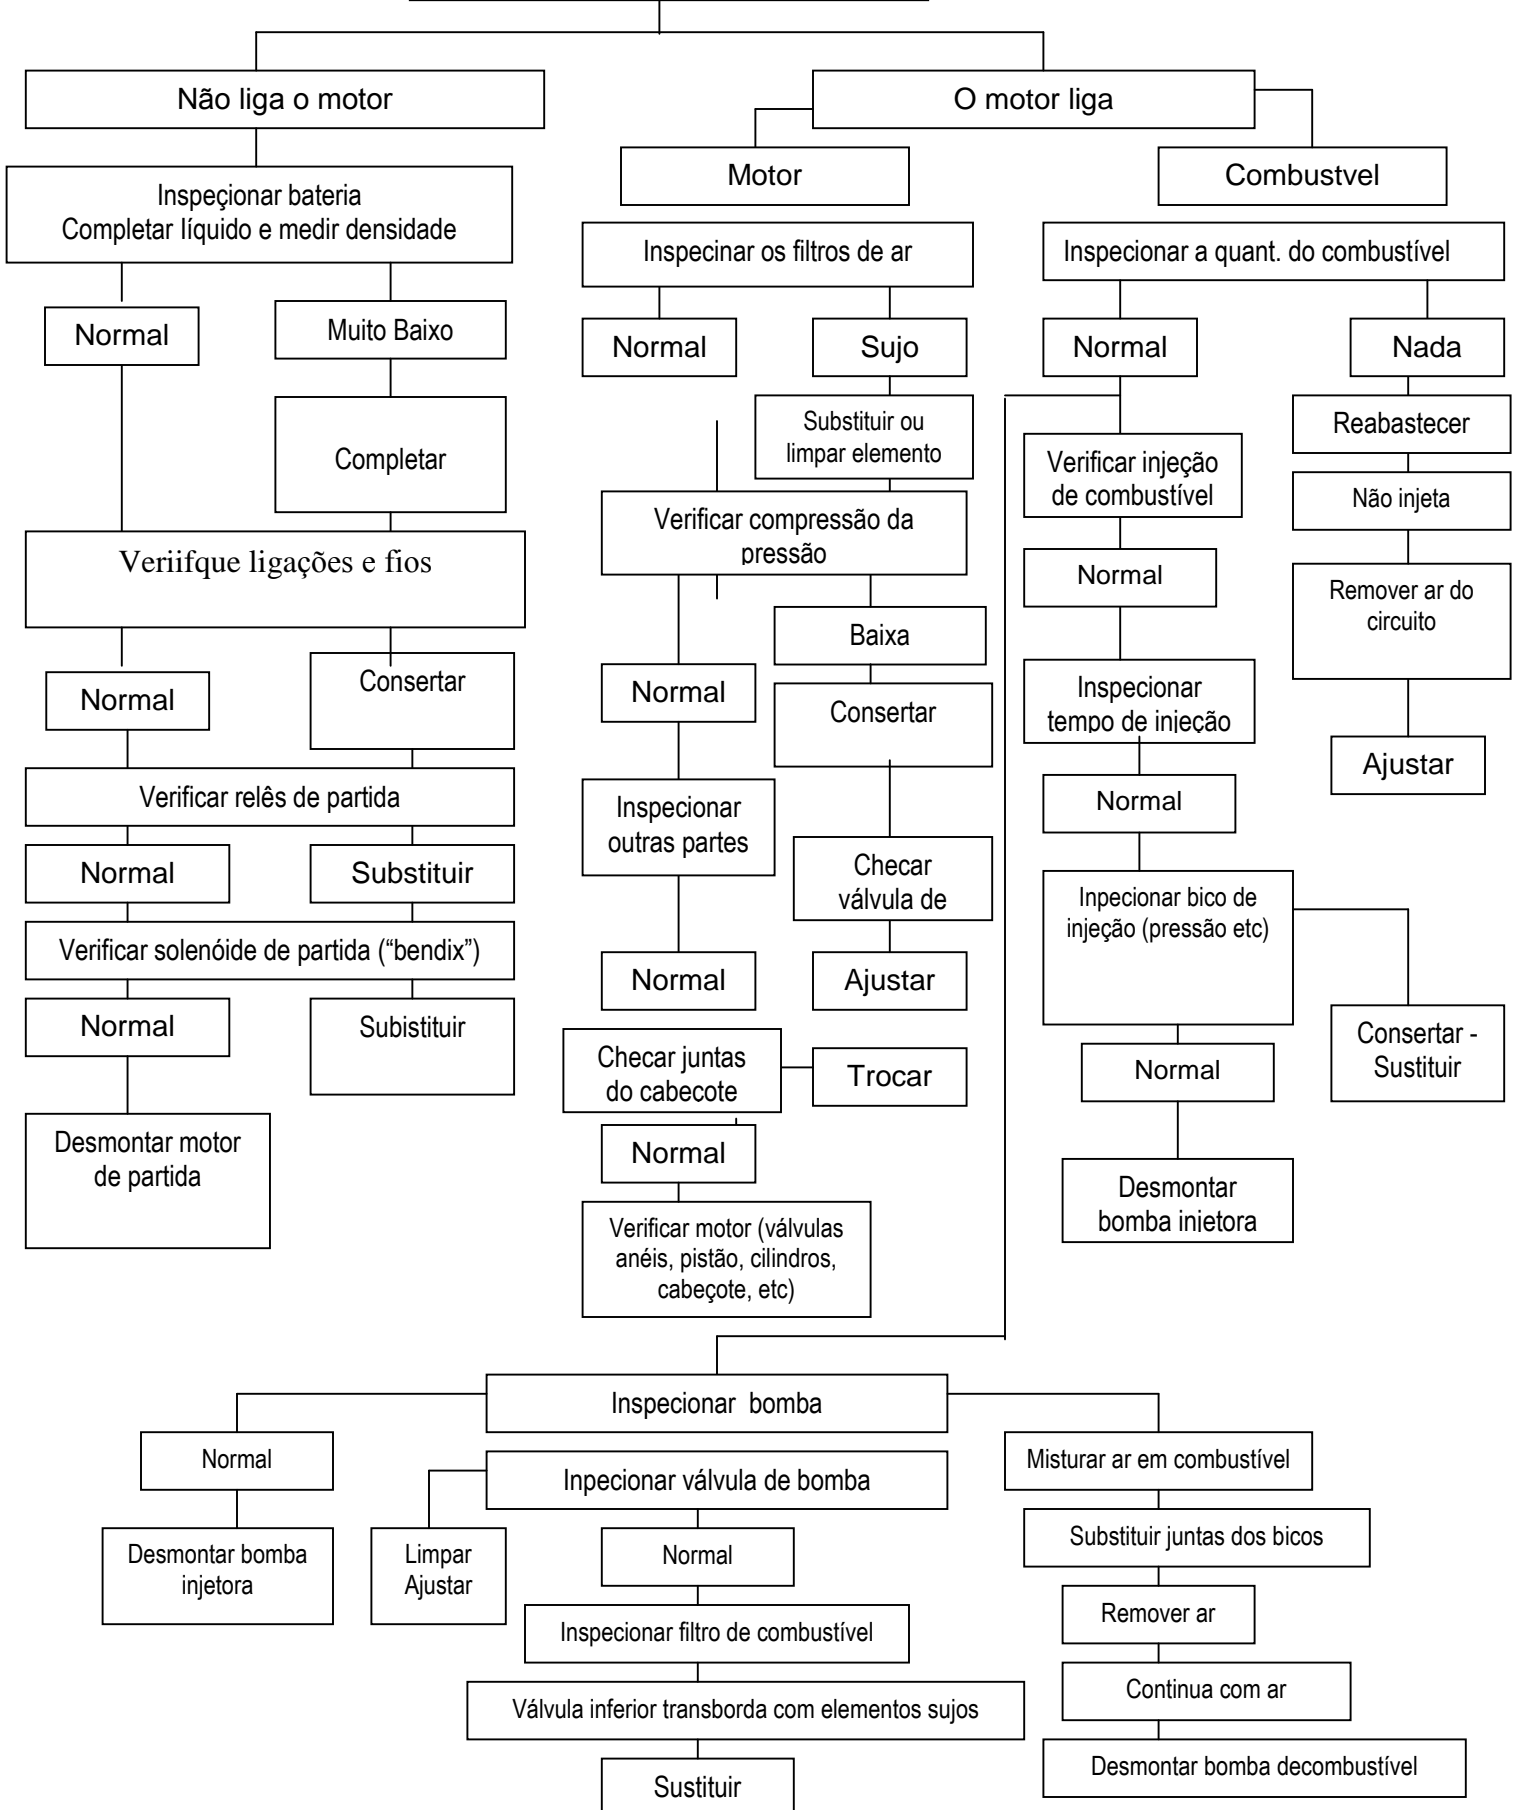 Não liga o motor
O motor liga
Motor
Combustvel
Inspeçionar bateria
Completar líquido e medir densidade
Inspecinar os filtros de ar
Inspecionar a quant. do combustível
Normal
Muito Baixo
Normal
Sujo
Normal
Nada
Completar
Substituir ou
limpar elemento
Verificar injeção
de combustível
Reabastecer
Não injeta
Veriifque ligações e fios
Verificar compressão da
pressão
Normal
Remover ar do
circuito
Normal
Consertar
Baixa
Normal
Consertar
Inspecionar
tempo de injeção
Ajustar
Verificar relês de partida
Inspecionar
outras partes
Normal
Normal
Substituir
Checar
válvula de
Inpecionar bico de
injeção (pressão etc)
Verificar solenóide de partida (“bendix”)
Normal
Ajustar
Normal
Subistituir
Checar juntas
do cabecote
Trocar
Normal
Consertar -
Sustituir
Desmontar motor
de partida
Normal
Desmontar
bomba injetora
Verificar motor (válvulas
anéis, pistão, cilindros,
cabeçote, etc)
Inspecionar  bomba
Normal
Inpecionar válvula de bomba
Misturar ar em combustível
Desmontar bomba
injetora
Limpar
Ajustar
Normal
Substituir juntas dos bicos
Inspecionar filtro de combustível
Remover ar
Válvula inferior transborda com elementos sujos
Continua com ar
Sustituir
Desmontar bomba decombustível